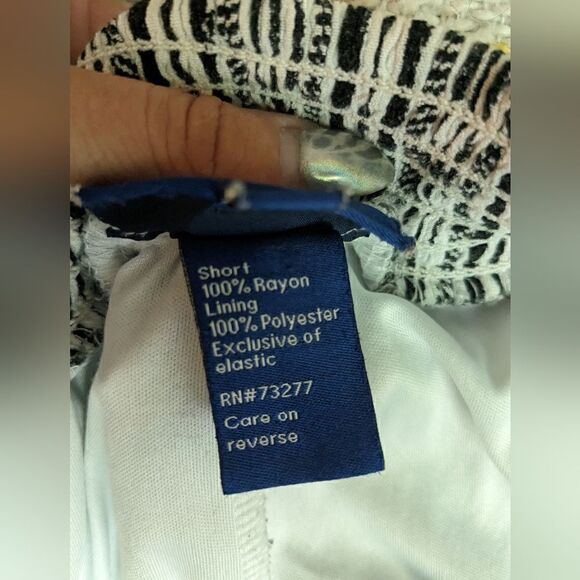 Short
100% Rayon
Lining
100% Polyester
Exclusive of
elastic
RN#73277
Care on
reverse